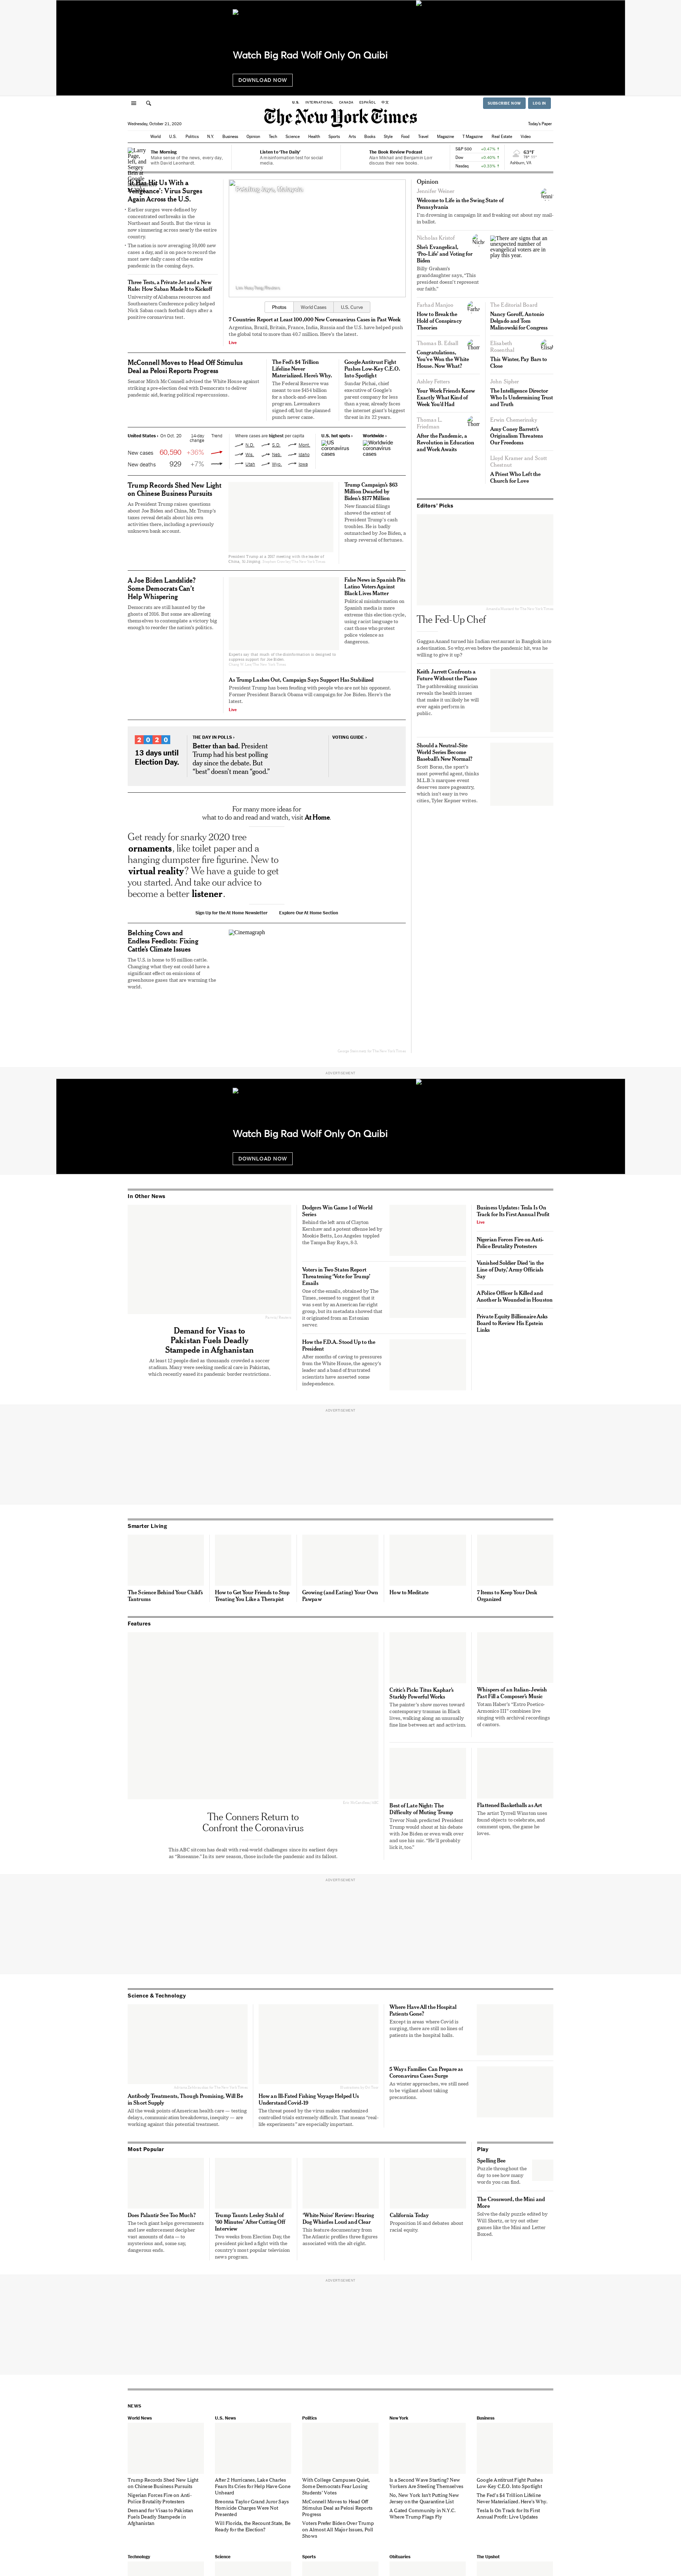 Watch Big Rad Wolf Only On Quibi
DOWNLOAD NOW
U.S. INTERNATIONAL CANADA ESPAÑOL 中文
SUBSCRIBE NOW LOG IN
The New York Times
Wednesday, October 21, 2020
Today's Paper
World U.S. Politics N.Y. Business Opinion Tech Science Health Sports Arts Books Style Food Travel Magazine T Magazine Real Estate Video
The Morning
Make sense of the news, every day, with David Leonhardt
Listen to 'The Daily'
A misinformation test for social media.
The Book Review Podcast
S&P 500 +0.47% ↑
Dow +0.40% ↑
Nasdaq +0.33% ↑
63°F
Ashburn, VA
'It Has Hit Us With a
Vengeance': Virus Surges
Again Across the U.S.
Earlier surges were defined by
concentrated outbreaks in the
Northeast and South. But the virus is
now simmering across nearly the entire
country.
The nation is now averaging 59,000 new
cases a day, and is on pace to record the
most new daily cases of the entire
pandemic in the coming days.
Three Tests, a Private Jet and a New
Rule: How Saban Made It to Kickoff
University of Alabama resources and
Southeastern Conference policy helped
Nick Saban coach football days after a
positive coronavirus test.
Petaling Jaya, Malaysia
Photos World Cases U.S. Curve
7 Countries Report at Least 100,000 New Coronavirus Cases in Past Week
Argentina, Brazil, Britain, France, India, Russia and the U.S. have helped push
the global total to more than 40.7 million. Here's the latest.
Live
McConnell Moves to Head Off Stimulus
Deal as Pelosi Reports Progress
Senator Mitch McConnell advised the White House against
striking a pre-election deal that Democrats to deliver
pandemic aid, fearing political repercussions.
The Fed's $4 Trillion
Lifeline Never
Materialized. Here's Why.
The Federal Reserve was
meant to use $454 billion
for a shock-and-awe loan
program. Lawmakers
signed off, but the planned
punch never came.
Google Antitrust Fight
Pushes Low-Key C.E.O.
Into Spotlight
Sundar Pichai, chief
executive of Google's
parent company for less
than a year, already faces
the internet giant's biggest
threat in its 22 years.
United States › On Oct. 20 14-day change Trend
New cases 60,590 +36%
New deaths 929 +7%
Where cases are highest per capita
N.D. S.D. Mont.
Wis. Neb. Idaho
Utah Wyo. Iowa
U.S. hot spots ›
US coronavirus cases
Worldwide ›
Worldwide coronavirus cases
Trump Records Shed New Light
on Chinese Business Pursuits
As President Trump raises questions
about Joe Biden and China, Mr. Trump's
taxes reveal details about his own
activities there, including a previously
unknown bank account.
Trump Campaign's $63
Million Dwarfed by
Biden's $177 Million
New financial filings
showed the extent of
President Trump's cash
troubles. He is badly
outmatched by Joe Biden, a
sharp reversal of fortunes.
A Joe Biden Landslide?
Some Democrats Can't
Help Whispering
Democrats are still haunted by the
ghosts of 2016. But some are allowing
themselves to contemplate a victory big
enough to reorder the nation's politics.
Experts say that much of the disinformation is designed to
suppress support for Joe Biden.
False News in Spanish Pits
Latino Voters Against
Black Lives Matter
Political misinformation on
Spanish media is more
extreme this election cycle,
using racist language to
cast those who protest
police violence as
dangerous.
As Trump Lashes Out, Campaign Says Support Has Stabilized
President Trump has been feuding with people who are not his opponent.
Former President Barack Obama will campaign for Joe Biden. Here's the
latest.
Live
2020
13 days until
Election Day.
THE DAY IN POLLS ›
Better than bad. President
Trump had his best polling
day since the debate. But
"best" doesn't mean "good."
VOTING GUIDE ›
For many more ideas for
what to do and read and watch, visit At Home.
Get ready for snarky 2020 tree
ornaments, like toilet paper and a
hanging dumpster fire figurine. New to
virtual reality? We have a guide to get
you started. And take our advice to
become a better listener.
Sign Up for the At Home Newsletter Explore Our At Home Section
Belching Cows and
Endless Feedlots: Fixing
Cattle's Climate Issues
The U.S. is home to 95 million cattle.
Changing what they eat could have a
significant effect on emissions of
greenhouse gases that are warming the
world.
Cinemagraph
Opinion
Jennifer Weiner
Welcome to Life in the Swing State of
Pennsylvania
I'm drowning in campaign lit and freaking out about my mail-
in ballot.
Nicholas Kristof
She's Evangelical,
'Pro-Life' and Voting for
Biden
Billy Graham's
granddaughter says, "This
president doesn't represent
our faith."
There are signs that an
unexpected number of
evangelical voters are in
play this year.
Farhad Manjoo
How to Break the
Hold of Conspiracy
Theories
The Editorial Board
Nancy Geroff, Antonio
Delgado and Tom
Malinowski for Congress
Thomas B. Edsall
Congratulations,
You've Won the White
House. Now What?
Elisabeth
Rosenthal
This Winter, Pay Bars to
Close
Ashley Fetters
Your Work Friends Knew
Exactly What Kind of
Week You'd Had
John Sipher
The Intelligence Director
Who Is Undermining Trust
and Truth
Thomas L.
Friedman
After the Pandemic, a
Revolution in Education
and Work Awaits
Erwin Chemerinsky
Amy Coney Barrett's
Originalism Threatens
Our Freedoms
A Priest Who Left the
Church for Love
Editors' Picks
The Fed-Up Chef
Gaggan Anand turned his Indian restaurant in Bangkok into
a destination. So why, even before the pandemic hit, was he
willing to give it up?
Keith Jarrett Confronts a
Future Without the Piano
The pathbreaking musician
reveals the health issues
that make it unlikely he will
ever again perform in
public.
Should a Neutral-Site
World Series Become
Baseball's New Normal?
Scott Boras, the sport's
most powerful agent, thinks
M.L.B.'s marquee event
deserves more pageantry,
which isn't easy in two
cities, Tyler Kepner writes.
ADVERTISEMENT
Watch Big Rad Wolf Only On Quibi
DOWNLOAD NOW
In Other News
Demand for Visas to
Pakistan Fuels Deadly
Stampede in Afghanistan
At least 12 people died as thousands crowded a soccer
stadium. Many were seeking medical care in Pakistan,
which recently eased its pandemic border restrictions.
Dodgers Win Game 1 of World
Series
Behind the left arm of Clayton
Kershaw and a potent offense led by
Mookie Betts, Los Angeles toppled
the Tampa Bay Rays, 8-3.
Voters in Two States Report
Threatening 'Vote for Trump'
Emails
One of the emails, obtained by The
Times, seemed to suggest that it
was sent by an American far-right
group, but its metadata showed that
it originated from an Estonian
server.
How the F.D.A. Stood Up to the
President
After months of caving to pressures
from the White House, the agency's
leader and a band of frustrated
scientists have asserted some
independence.
Business Updates: Tesla Is On
Track for Its First Annual Profit
Live
Nigerian Forces Fire on Anti-
Police Brutality Protesters
Vanished Soldier Died 'in the
Line of Duty,' Army Officials
Say
A Police Officer Is Killed and
Another Is Wounded in Houston
Private Equity Billionaire Asks
Board to Review His Epstein
Links
ADVERTISEMENT
Smarter Living
The Science Behind Your Child's
Tantrums
How to Get Your Friends to Stop
Treating You Like a Therapist
Growing (and Eating) Your Own
Pawpaw
How to Meditate
7 Items to Keep Your Desk
Organized
Features
The Conners Return to
Confront the Coronavirus
This ABC sitcom has dealt with real-world challenges since its earliest days
as "Roseanne." In its new season, those include the pandemic and its fallout.
Critic's Pick: Titus Kaphar's
Starkly Powerful Works
The painter's show moves toward
contemporary traumas in Black
lives, walking along an unusually
fine line between art and activism.
Whispers of an Italian-Jewish
Past Fill a Composer's Music
Yotam Haber's "Estro Poetico-
Armonico III" combines live
singing with archival recordings
of cantors.
Best of Late Night: The
Difficulty of Muting Trump
Trevor Noah predicted President
Trump would shout at his debate
with Joe Biden or even walk over
and use his mic. "He'll probably
lick it, too."
Flattened Basketballs as Art
The artist Tyrrell Winston uses
found objects to celebrate, and
comment upon, the game he
loves.
ADVERTISEMENT
Science & Technology
Antibody Treatments, Though Promising, Will Be
in Short Supply
All the weak points of American health care — testing
delays, communication breakdowns, inequity — are
working against this potential treatment.
How an Ill-Fated Fishing Voyage Helped Us
Understand Covid-19
The threat posed by the virus makes randomized
controlled trials extremely difficult. That means "real-
life experiments" are especially important.
Where Have All the Hospital
Patients Gone?
Except in areas where Covid is
surging, there are still no lines of
patients in the hospital halls.
5 Ways Families Can Prepare as
Coronavirus Cases Surge
As winter approaches, we still need
to be vigilant about taking
precautions.
Most Popular
Does Palantir See Too Much?
The tech giant helps governments
and law enforcement decipher
vast amounts of data — to
mysterious and, some say,
dangerous ends.
Trump Taunts Lesley Stahl of
'60 Minutes' After Cutting Off
Interview
Two weeks from Election Day, the
president picked a fight with the
country's most popular television
news program.
'White Noise' Review: Hearing
Dog Whistles Loud and Clear
This feature documentary from
The Atlantic profiles three figures
associated with the alt-right.
California Today
Proposition 16 and debates about
racial equity.
Play
Spelling Bee
Puzzle throughout the
day to see how many
words you can find.
The Crossword, the Mini and
More
Solve the daily puzzle edited by
Will Shortz, or try out other
games like the Mini and Letter
Boxed.
ADVERTISEMENT
NEWS
World News U.S. News Politics New York Business
Trump Records Shed New Light
on Chinese Business Pursuits
Nigerian Forces Fire on Anti-
Police Brutality Protesters
Demand for Visas to Pakistan
Fuels Deadly Stampede in
Afghanistan
After 2 Hurricanes, Lake Charles
Fears Its Cries for Help Have Gone
Unheard
Breonna Taylor Grand Juror Says
Homicide Charges Were Not
Presented
Will Florida, the Recount State, Be
Ready for the Election?
With College Campuses Quiet,
Some Democrats Fear Losing
Students' Votes
McConnell Moves to Head Off
Stimulus Deal as Pelosi Reports
Progress
Voters Prefer Biden Over Trump
on Almost All Major Issues, Poll
Shows
Is a Second Wave Starting? New
Yorkers Are Steeling Themselves
No, New York Isn't Putting New
Jersey on the Quarantine List
A Gated Community in N.Y.C.
Where Trump Flags Fly
Google Antitrust Fight Pushes
Low-Key C.E.O. Into Spotlight
The Fed's $4 Trillion Lifeline
Never Materialized. Here's Why.
Tesla Is On Track for Its First
Annual Profit: Live Updates
Technology Science Sports Obituaries The Upshot